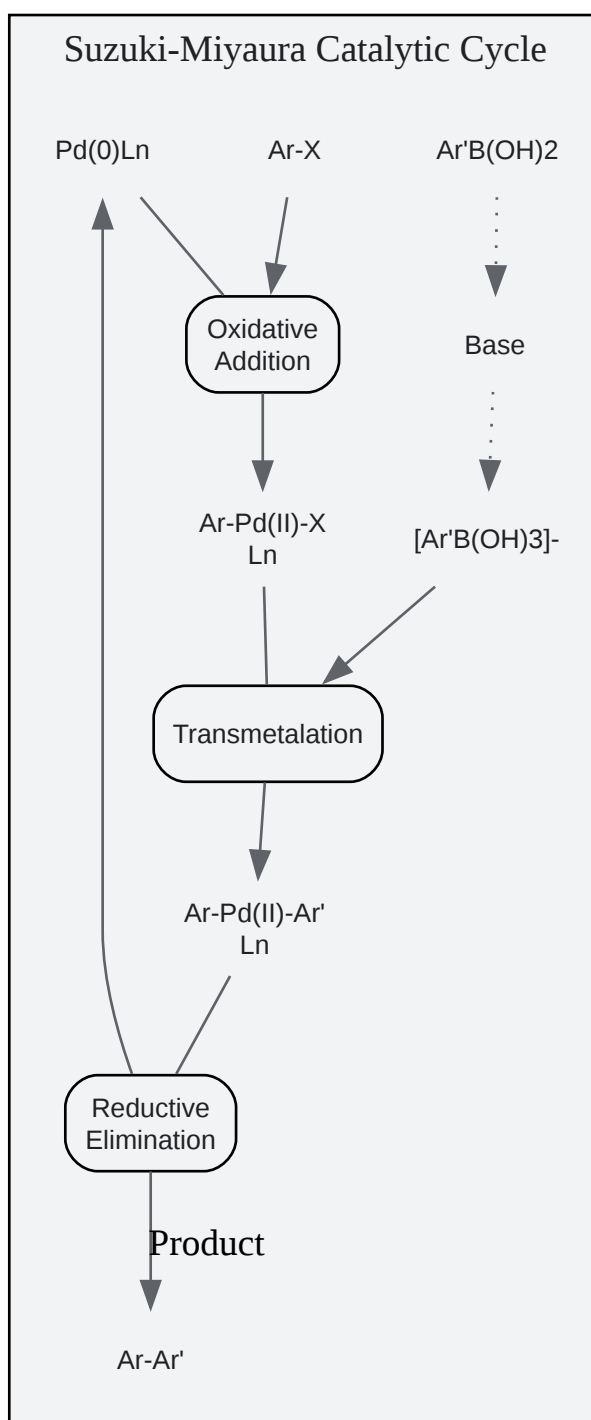 Suzuki-Miyaura Catalytic Cycle
Pd(0)Ln
Ar-X
Ar'B(OH)2
Oxidative
Addition
Base
Ar-Pd(II)-X
Ln
[Ar'B(OH)3]-
Transmetalation
Ar-Pd(II)-Ar'
Ln
Reductive
Elimination
Product
Ar-Ar'